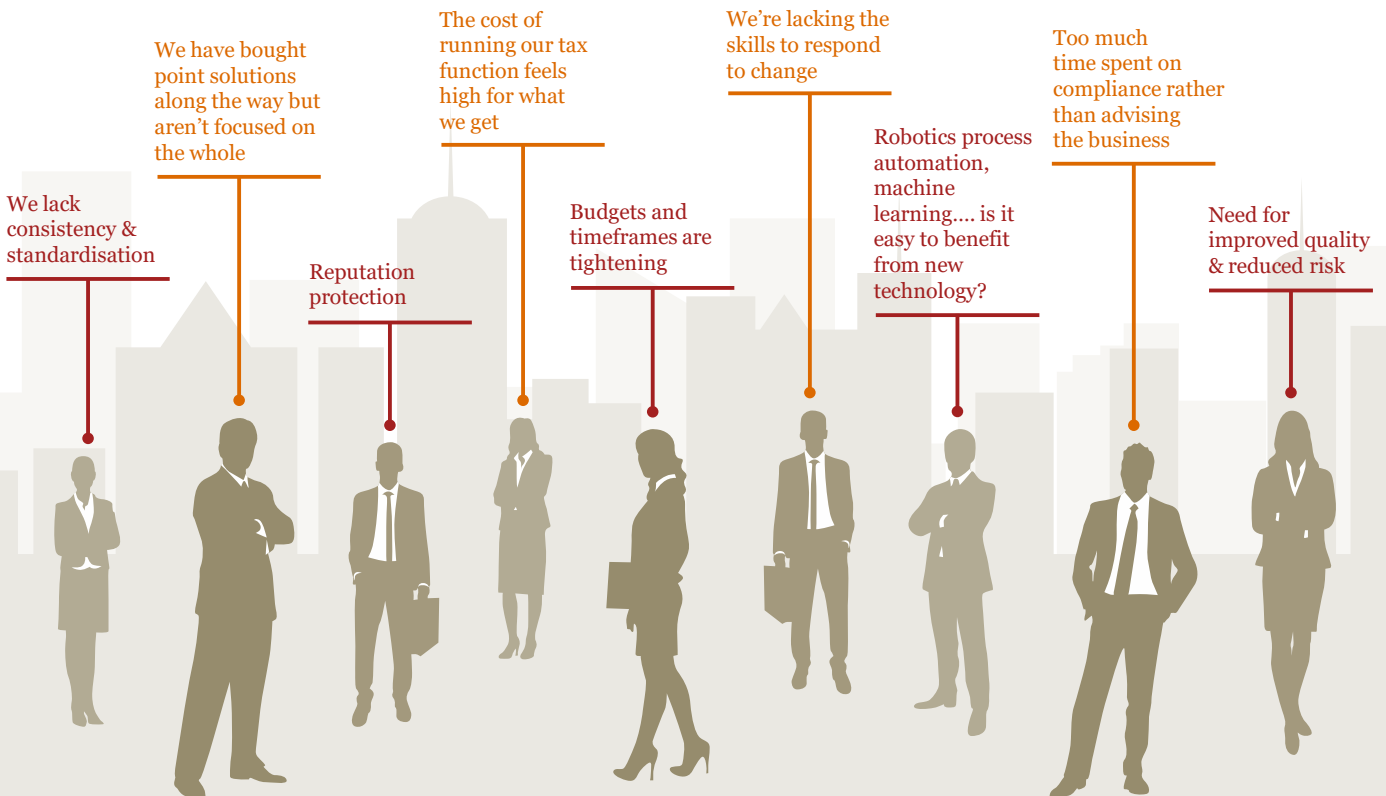 We lack
consistency &
standardisation
We have bought
point solutions
along the way but
aren't focused on
the whole
Reputation
protection
The cost of
running our tax
function feels
high for what
we get
Budgets and
timeframes are
tightening
We're lacking the
skills to respond
to change
Robotics process
automation,
machine
learning.... is it
easy to benefit
from new
technology?
Too much
time spent on
compliance rather
than advising
the business
Need for
improved quality
& reduced risk